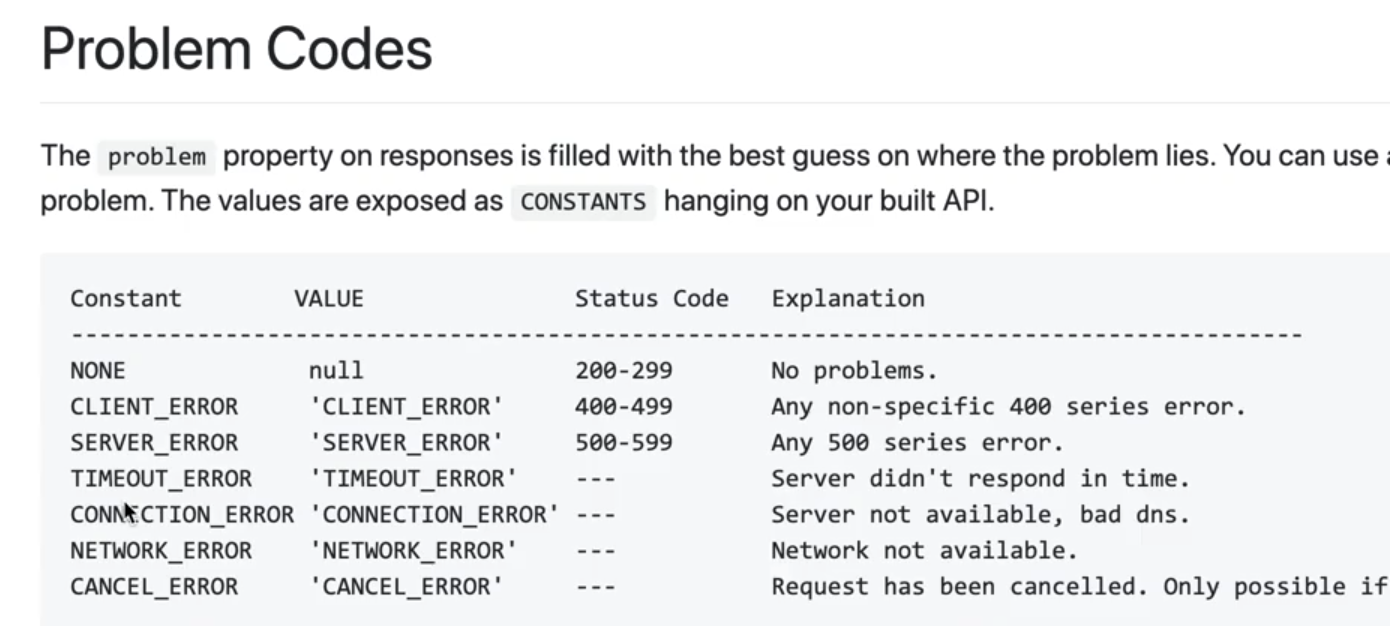 Problem Codes
The problem property on responses is filled with the best guess on where the problem lies. You can use
problem. The values are exposed as CONSTANTS hanging on your built API.
Constant VALUE Status Code Explanation
----------------------------------------------------------------------------------------
NONE null 200-299 No problems.
CLIENT_ERROR 'CLIENT_ERROR' 400-499 Any non-specific 400 series error.
SERVER_ERROR 'SERVER_ERROR' 500-599 Any 500 series error.
TIMEOUT_ERROR 'TIMEOUT_ERROR' --- Server didn't respond in time.
CONNECTION_ERROR 'CONNECTION_ERROR' --- Server not available, bad dns.
NETWORK_ERROR 'NETWORK_ERROR' --- Network not available.
CANCEL_ERROR 'CANCEL_ERROR' --- Request has been cancelled. Only possible if